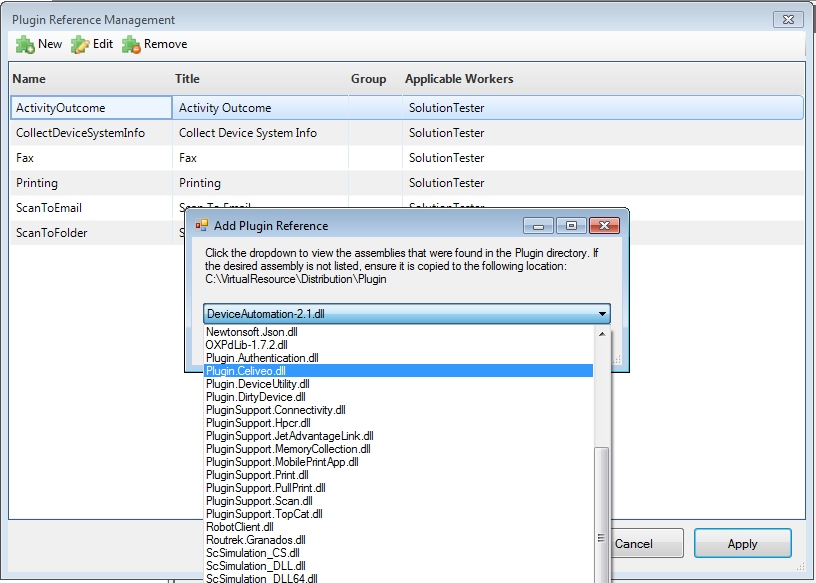 Plugin Reference Management
New Edit Remove
Name Title Group Applicable Workers
ActivityOutcome Activity Outcome SolutionTester
CollectDeviceSystemInfo Collect Device System Info SolutionTester
Fax Fax SolutionTester
Printing Printing SolutionTester
ScanToEmail Scan To Email SolutionTester
ScanToFolder S
Add Plugin Reference
Click the dropdown to view the assemblies that were found in the Plugin directory. If
the desired assembly is not listed, ensure it is copied to the following location:
C:\VirtualResource\Distribution\Plugin
DeviceAutomation-2.1.dll
Newtonsoft.Json.dll
OXPdLib-1.7.2.dll
Plugin.Authentication.dll
Plugin.Celiveo.dll
Plugin.DeviceUtility.dll
Plugin.DirtyDevice.dll
PluginSupport.Connectivity.dll
PluginSupport.Hpcr.dll
PluginSupport.JetAdvantageLink.dll
PluginSupport.MemoryCollection.dll
PluginSupport.MobilePrintApp.dll
PluginSupport.Print.dll
PluginSupport.PullPrint.dll
PluginSupport.Scan.dll
PluginSupport.TopCat.dll
RobotClient.dll
Routrek.Granados.dll
ScSimulation_CS.dll
ScSimulation_DLL.dll
ScSimulation_DLL64.dll
Cancel Apply